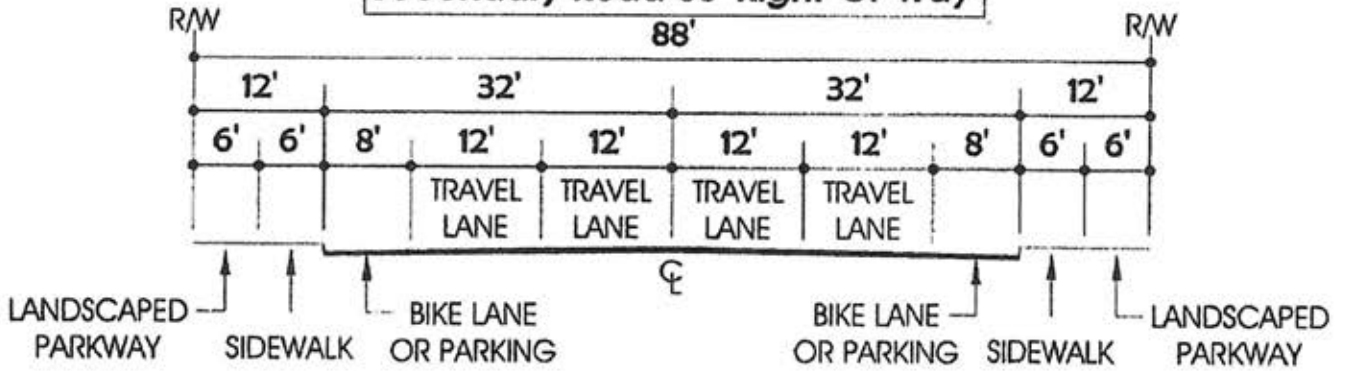 R/W
R/W
88'
12' 32' 32' 12'
6' 6' 8' 12' 12' 12' 12' 8' 6' 6'
TRAVEL LANE
TRAVEL LANE
TRAVEL LANE
TRAVEL LANE
℄
LANDSCAPED
PARKWAY
SIDEWALK
BIKE LANE
OR PARKING
BIKE LANE
OR PARKING
SIDEWALK
LANDSCAPED
PARKWAY